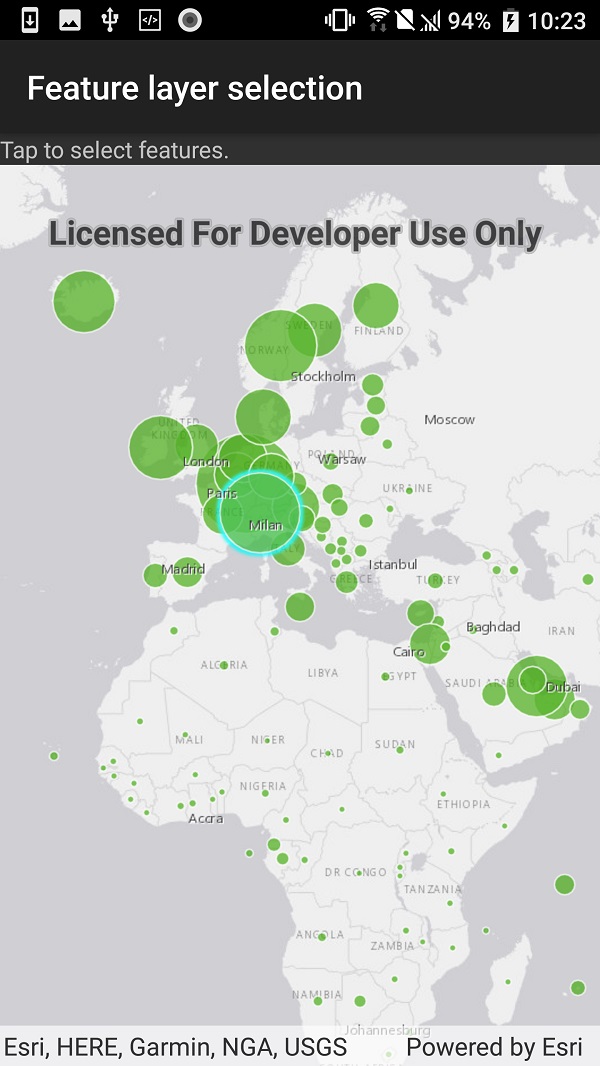 94% 10:23
Feature layer selection
Tap to select features.
Licensed For Developer Use Only
SWEDEN
FINLAND
NORWAY
Stockholm
Moscow
UNITED
KINGDOM
London
POLAND
Warsaw
GERMANY
UKRAINE
Paris
FRANCE
Milan
ITALY
Madrid
Istanbul
GREECE
TURKEY
Baghdad
IRAN
Cairo
ALGERIA
LIBYA
EGYPT
SAUDI ARABIA
Dubai
MALI
NIGER
CHAD
SUDAN
NIGERIA
ETHIOPIA
Accra
DR CONGO
TANZANIA
ANGOLA
ZAMBIA
NAMIBIA
Johannesburg
Esri, HERE, Garmin, NGA, USGS
Powered by Esri